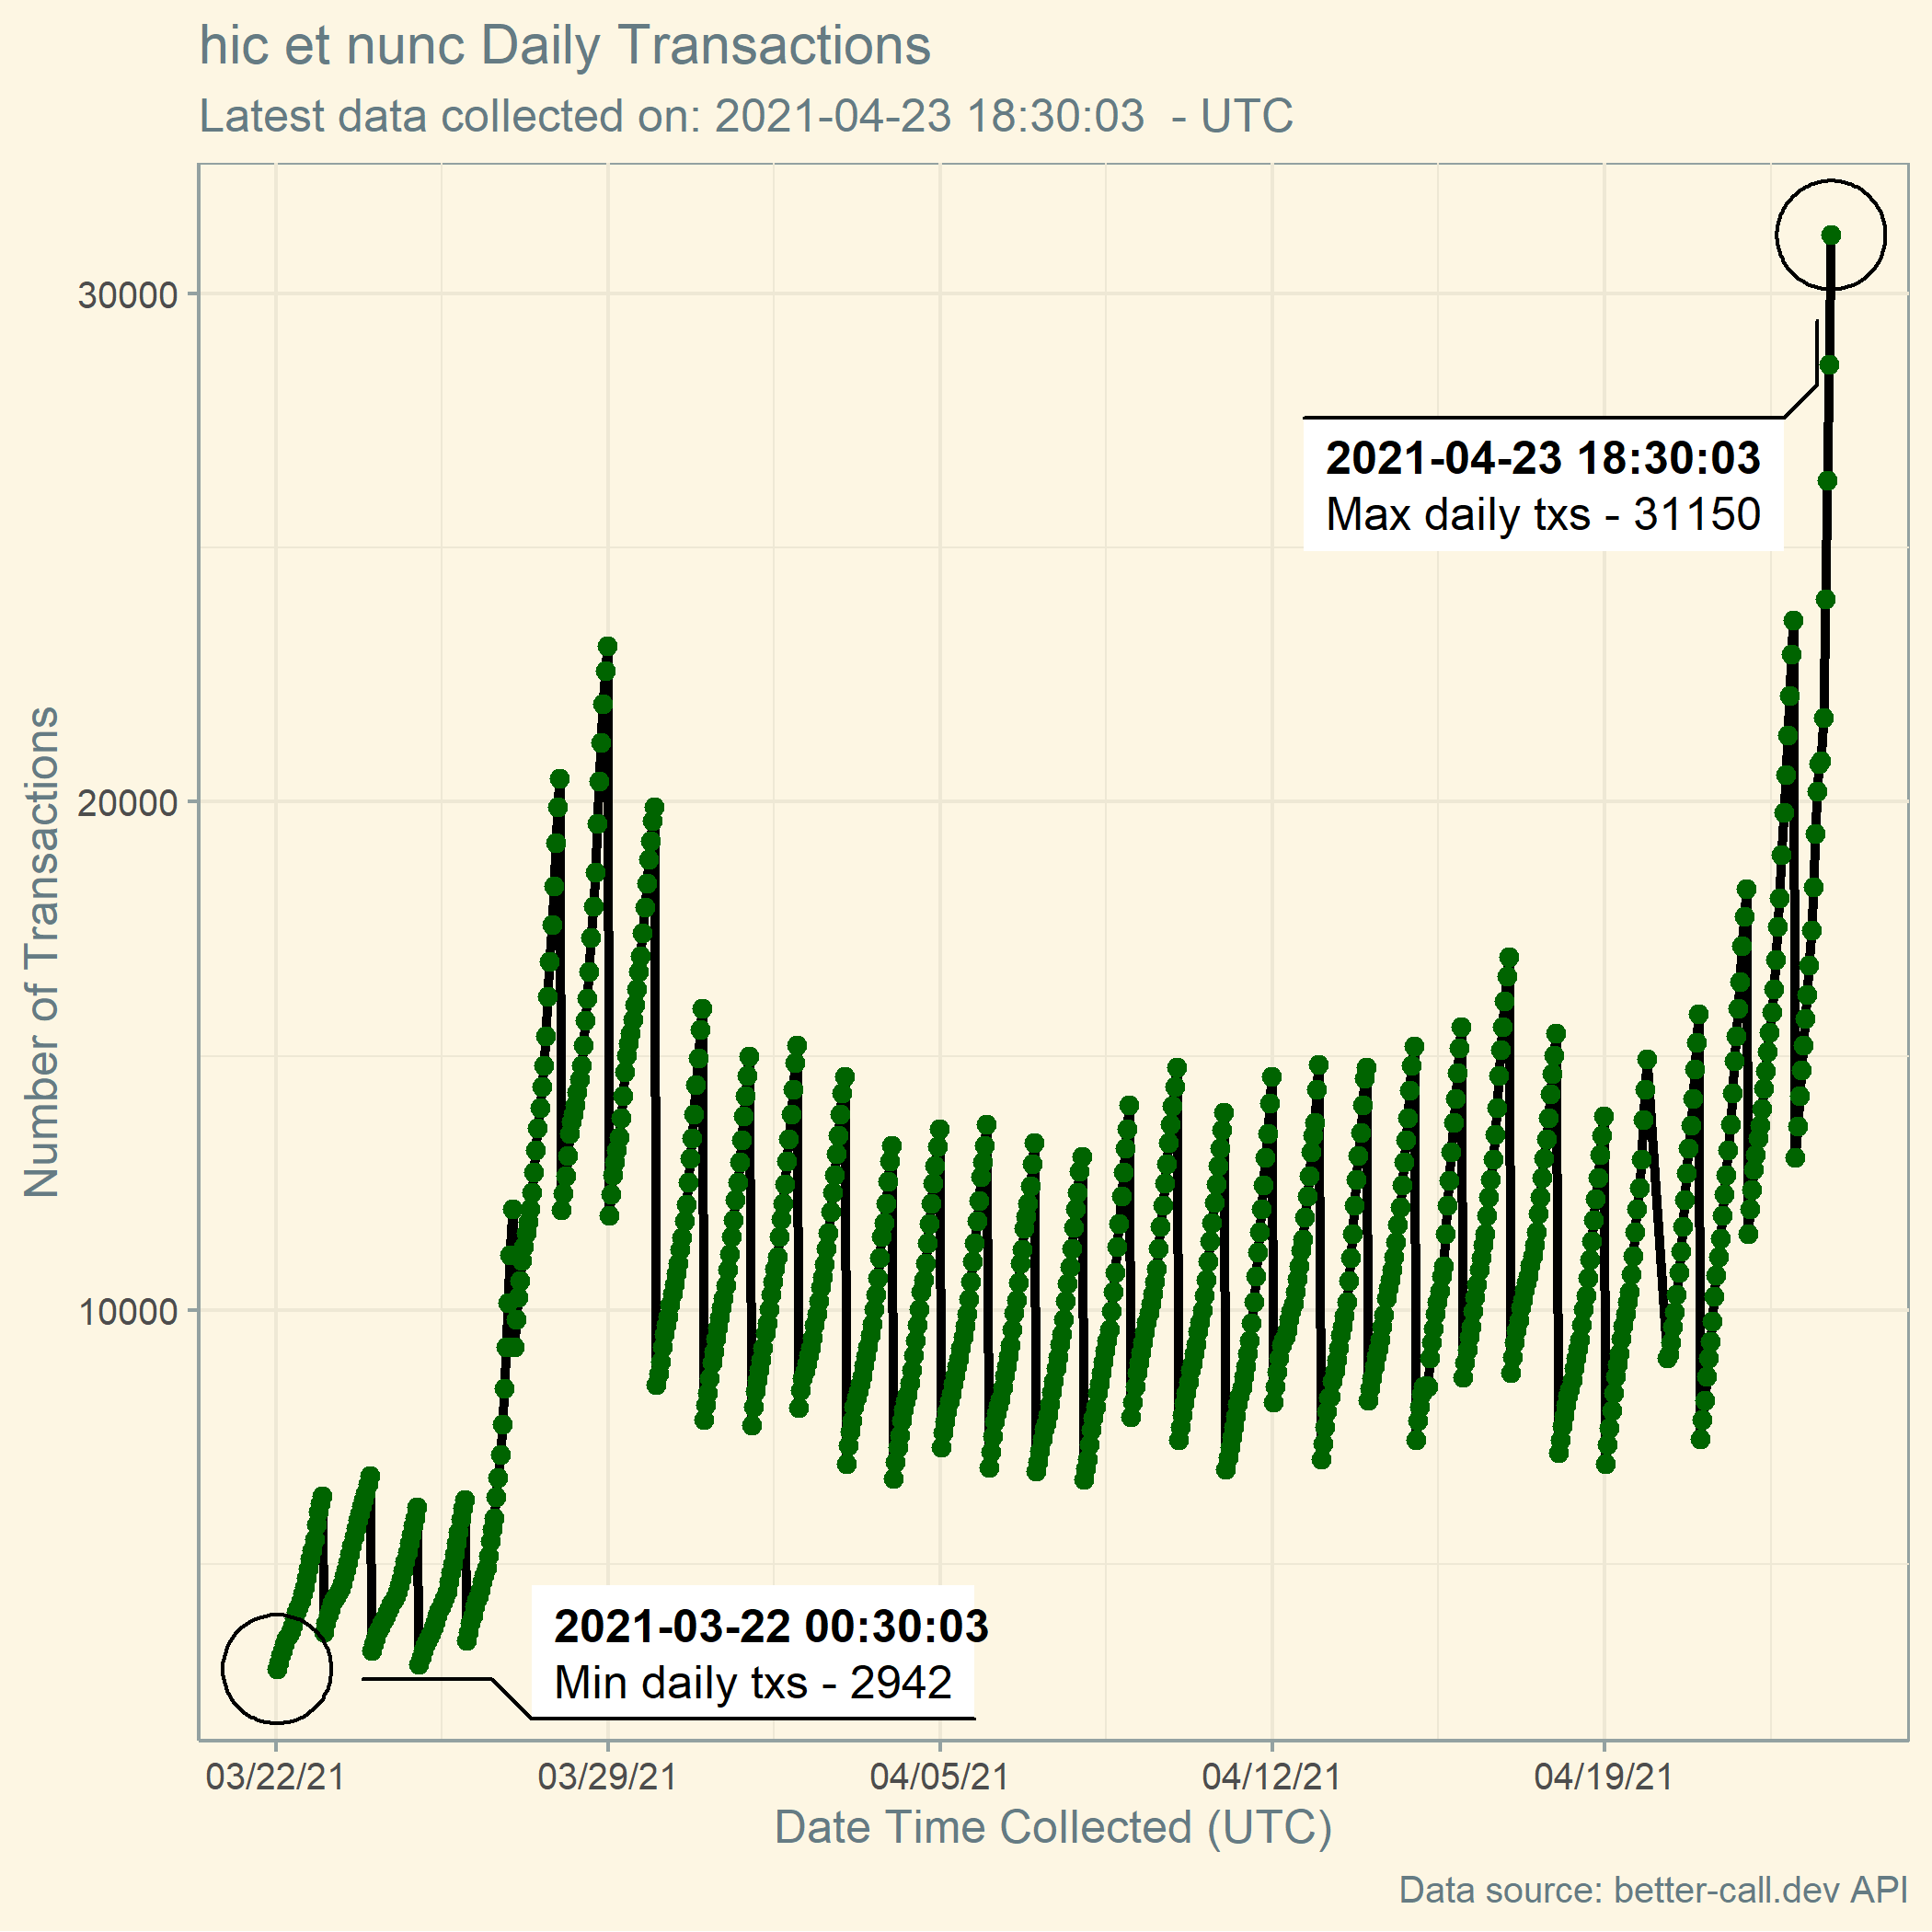 hic et nunc Daily Transactions
Latest data collected on: 2021-04-23 18:30:03  - UTC
30000
2021-04-23 18:30:03
Max daily txs - 31150
20000
Number of Transactions
10000
2021-03-22 00:30:03
Min daily txs - 2942
03/22/21
03/29/21
04/05/21
04/12/21
04/19/21
Date Time Collected (UTC)
Data source: better-call.dev API